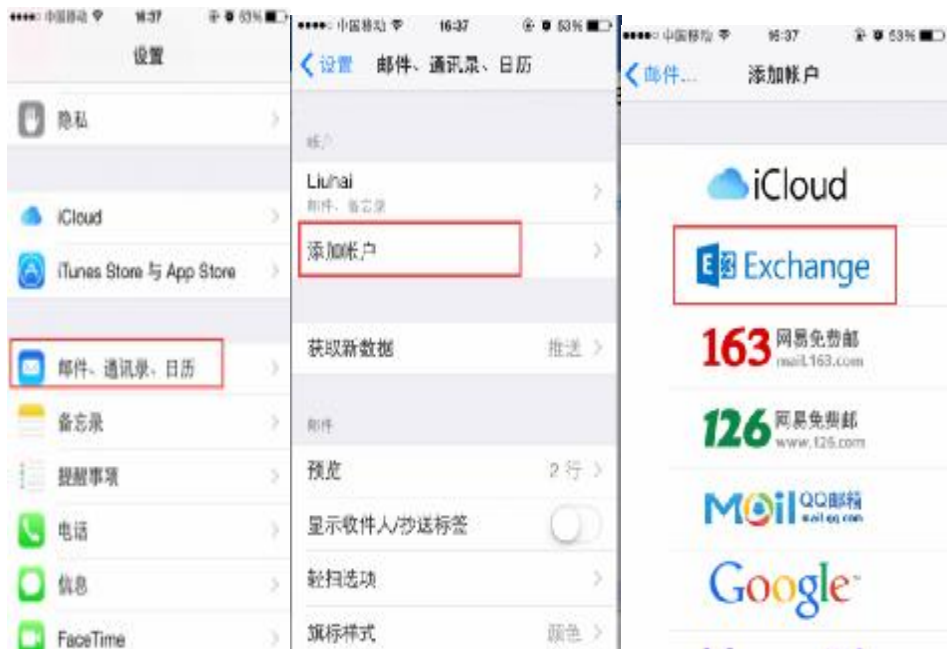 中国移动 16:37 63%
设置
隐私
iCloud
iTunes Store 与 App Store
邮件、通讯录、日历
备忘录
提醒事项
电话
信息
FaceTime
中国移动 16:37 53%
设置 邮件、通讯录、日历
帐户
Liuhai
邮件、备忘录
添加帐户
获取新数据 推送
邮件
预览 2 行
显示收件人/抄送标签
轻扫选项
旗标样式 颜色
中国移动 16:37 53%
邮件... 添加帐户
iCloud
Exchange
163 网易免费邮
mail.163.com
126 网易免费邮
www.126.com
Mail QQ邮箱
mail.qq.com
Google